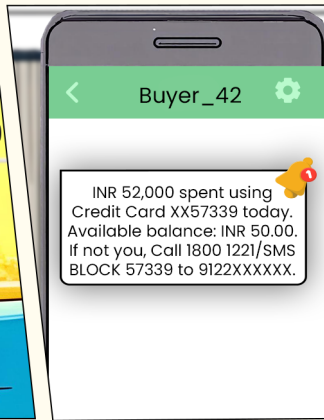 Buyer_42
1
INR 52,000 spent using
Credit Card XX57339 today.
Available balance: INR 50.00.
If not you, Call 1800 1221/SMS
BLOCK 57339 to 9122XXXXXX.